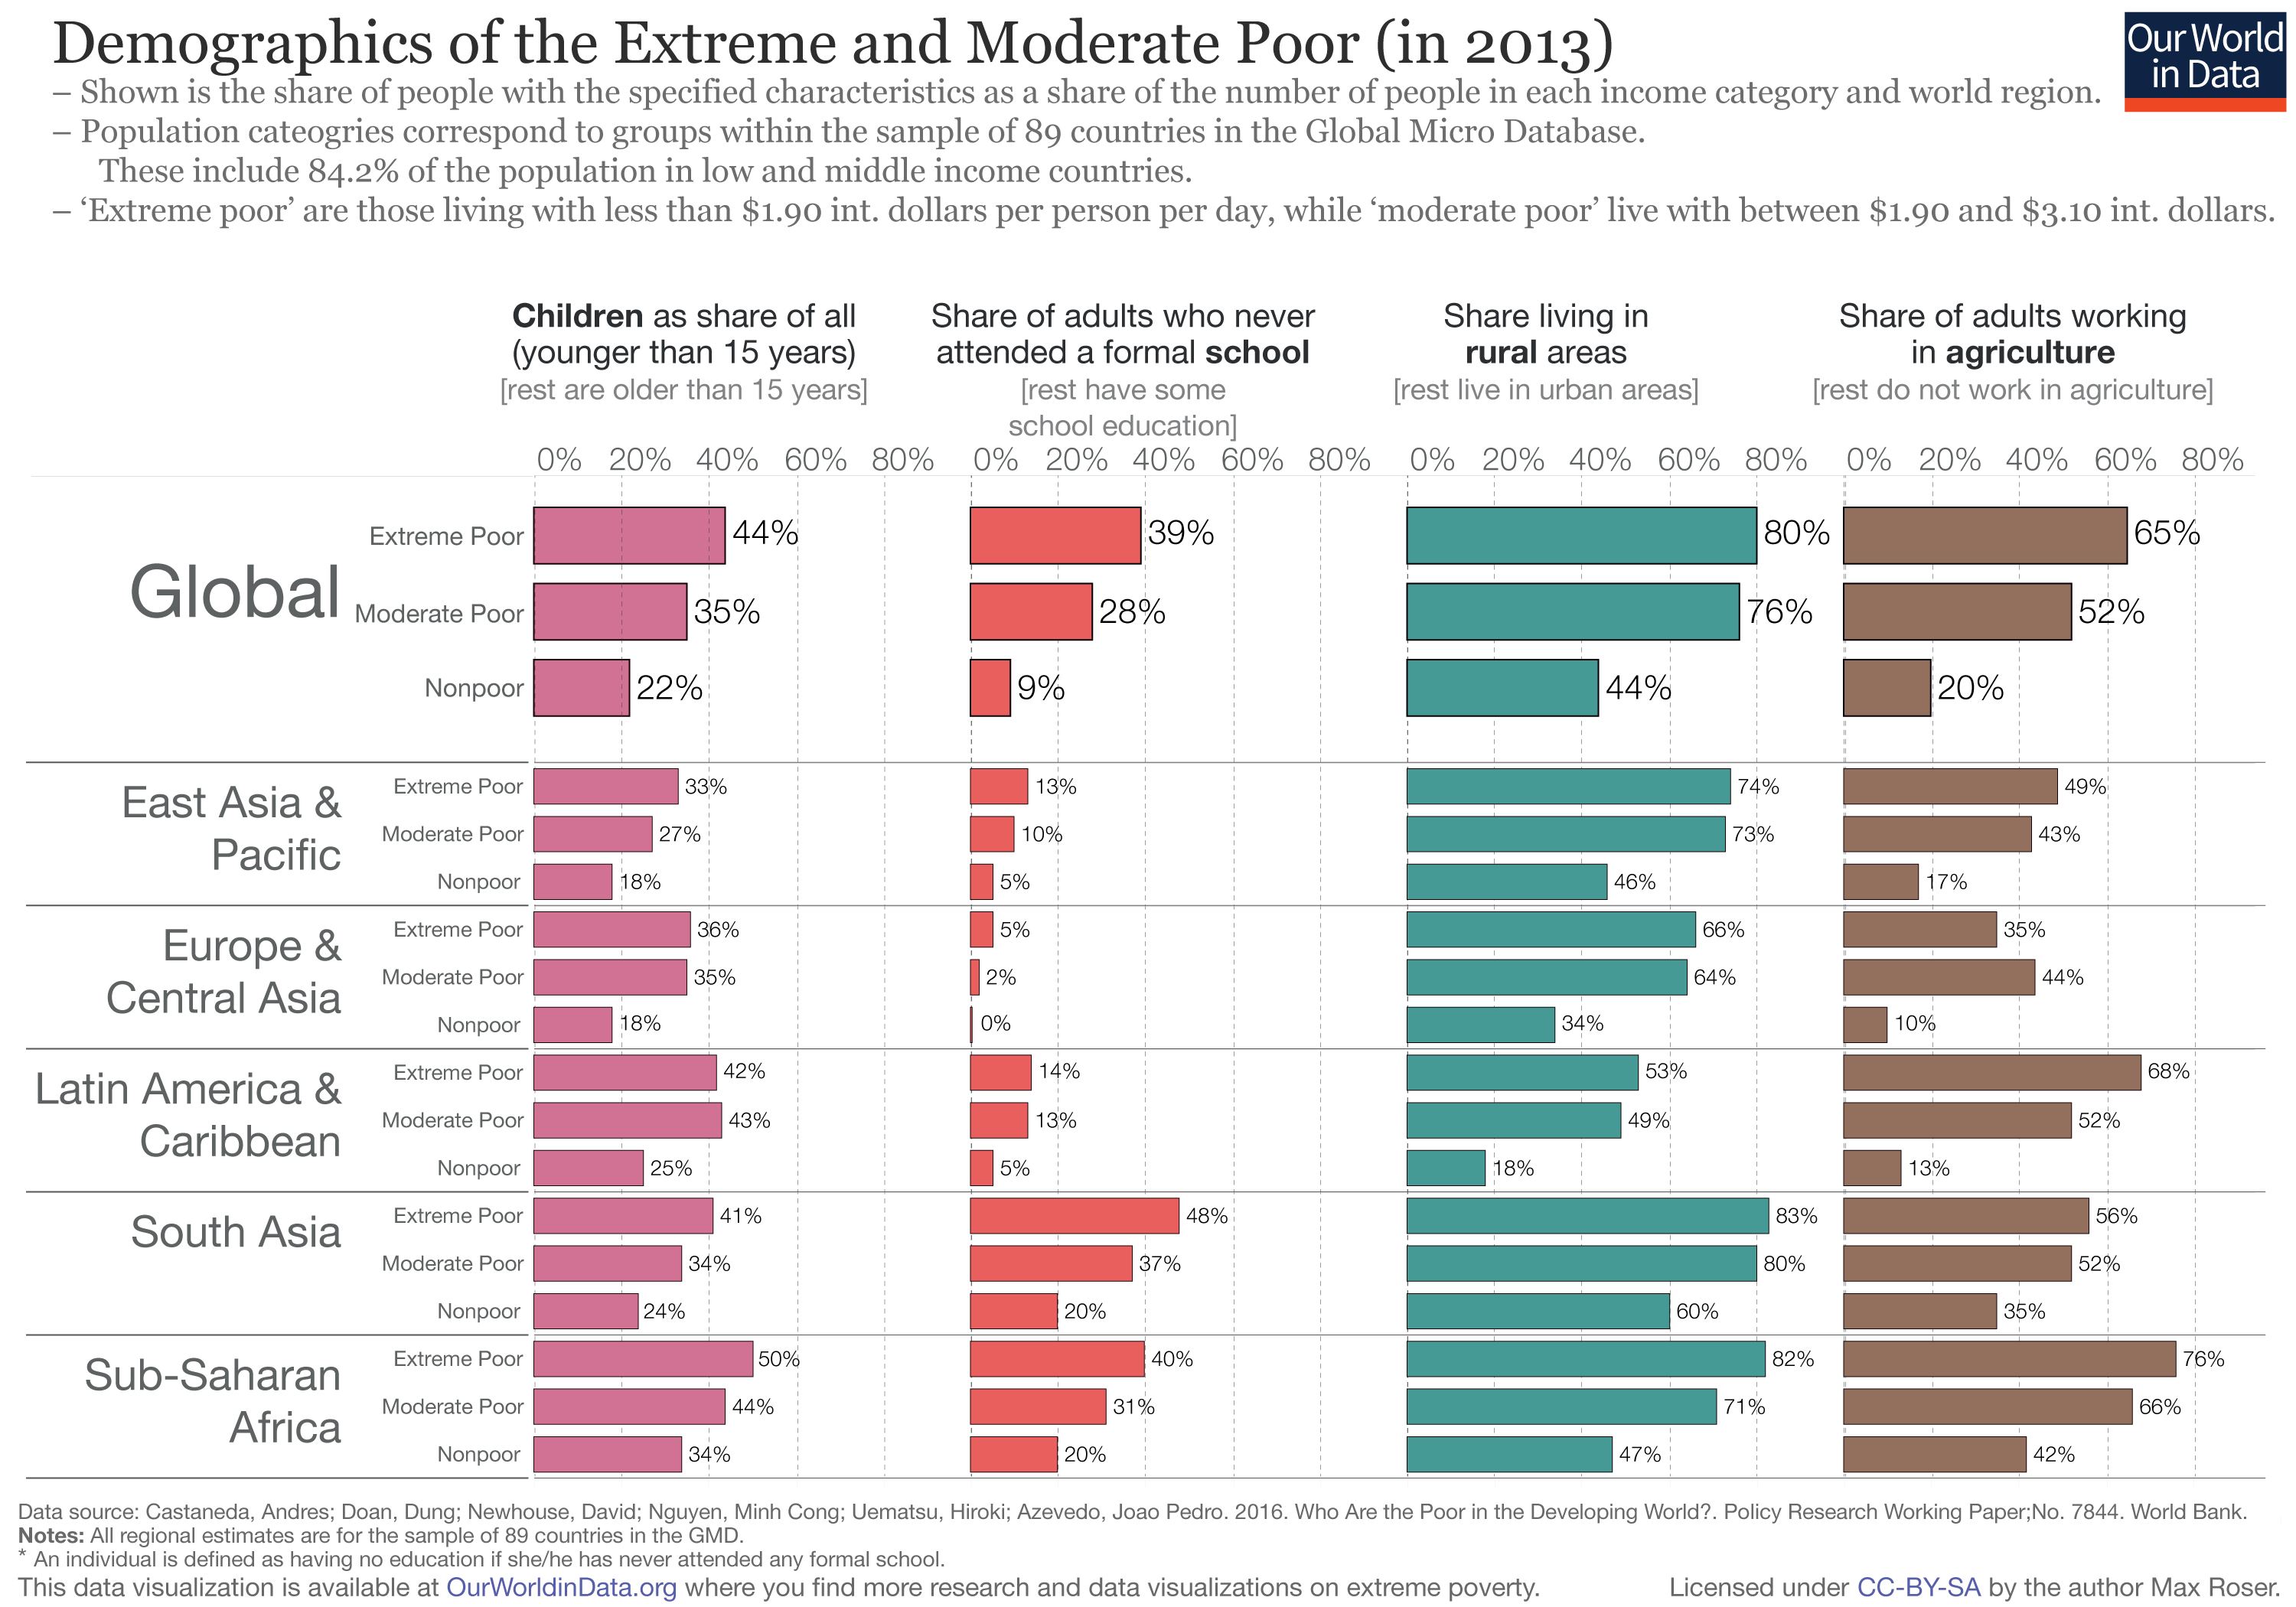 Demographics of the Extreme and Moderate Poor (in 2013)
Our World
in Data
– Shown is the share of people with the specified characteristics as a share of the number of people in each income category and world region.
– Population cateogries correspond to groups within the sample of 89 countries in the Global Micro Database.
These include 84.2% of the population in low and middle income countries.
– ‘Extreme poor’ are those living with less than $1.90 int. dollars per person per day, while ‘moderate poor’ live with between $1.90 and $3.10 int. dollars.
Children as share of all
(younger than 15 years)
[rest are older than 15 years]
Share of adults who never
attended a formal school
[rest have some
school education]
Share living in
rural areas
[rest live in urban areas]
Share of adults working
in agriculture
[rest do not work in agriculture]
0% 20% 40% 60% 80% 0% 20% 40% 60% 80% 0% 20% 40% 60% 80% 0% 20% 40% 60% 80%
Global
Extreme Poor 44% 39% 80% 65%
Moderate Poor 35% 28% 76% 52%
Nonpoor 22% 9% 44% 20%
East Asia &
Pacific
Extreme Poor 33% 13% 74% 49%
Moderate Poor 27% 10% 73% 43%
Nonpoor 18% 5% 46% 17%
Europe &
Central Asia
Extreme Poor 36% 5% 66% 35%
Moderate Poor 35% 2% 64% 44%
Nonpoor 18% 0% 34% 10%
Latin America &
Caribbean
Extreme Poor 42% 14% 53% 68%
Moderate Poor 43% 13% 49% 52%
Nonpoor 25% 5% 18% 13%
South Asia
Extreme Poor 41% 48% 83% 56%
Moderate Poor 34% 37% 80% 52%
Nonpoor 24% 20% 60% 35%
Sub-Saharan
Africa
Extreme Poor 50% 40% 82% 76%
Moderate Poor 44% 31% 71% 66%
Nonpoor 34% 20% 47% 42%
Data source: Castaneda, Andres; Doan, Dung; Newhouse, David; Nguyen, Minh Cong; Uematsu, Hiroki; Azevedo, Joao Pedro. 2016. Who Are the Poor in the Developing World?. Policy Research Working Paper;No. 7844. World Bank.
Notes: All regional estimates are for the sample of 89 countries in the GMD.
* An individual is defined as having no education if she/he has never attended any formal school.
This data visualization is available at OurWorldinData.org where you find more research and data visualizations on extreme poverty.
Licensed under CC-BY-SA by the author Max Roser.